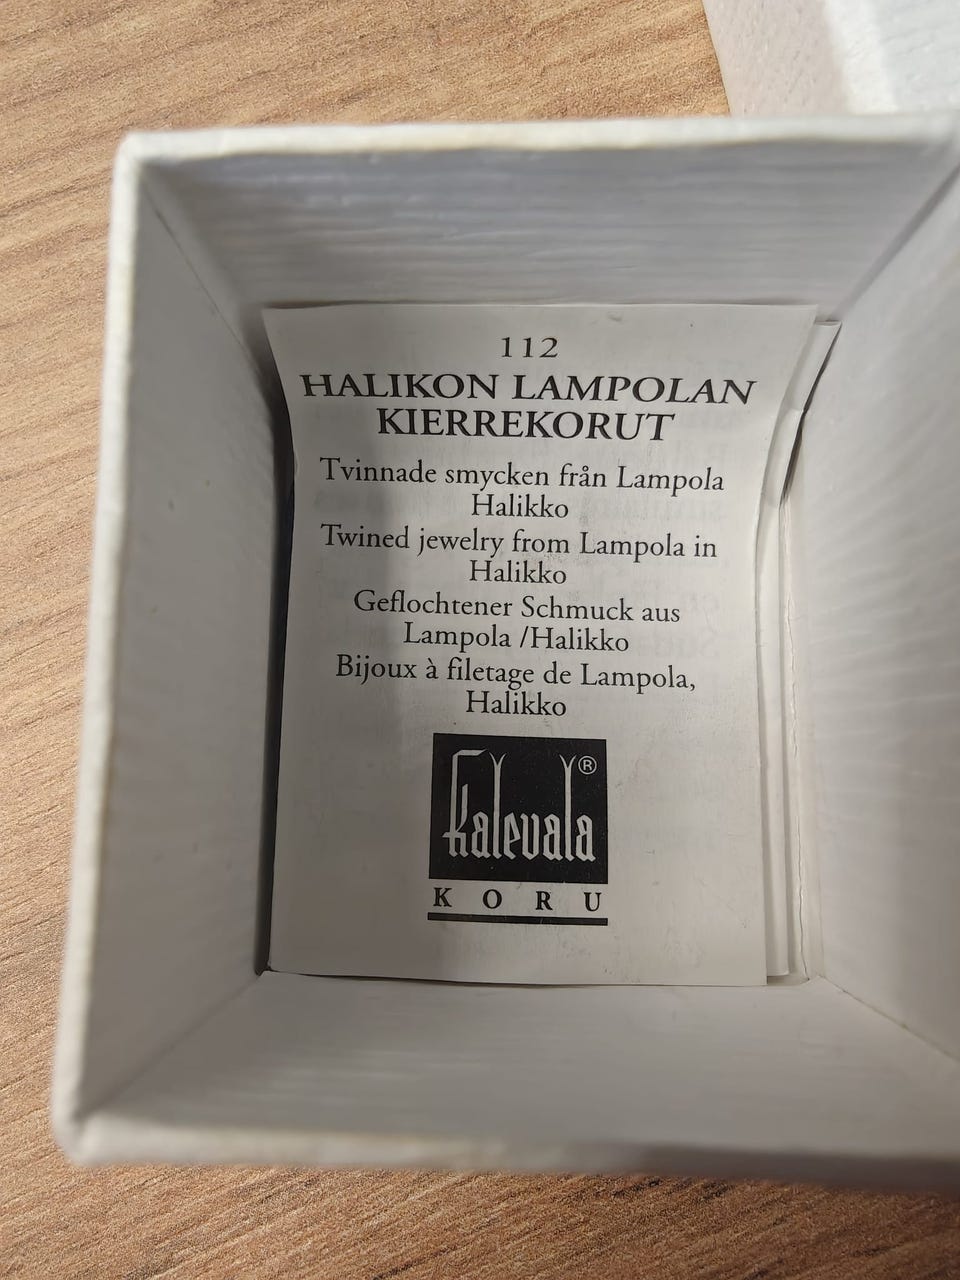 112
HALIKON LAMPOLAN
KIERREKORUT
Tvinnade smycken från Lampola
Halikko
Twined jewelry from Lampola in
Halikko
Geflochtener Schmuck aus
Lampola /Halikko
Bijoux à filetage de Lampola,
Halikko
Kalevala®
KORU